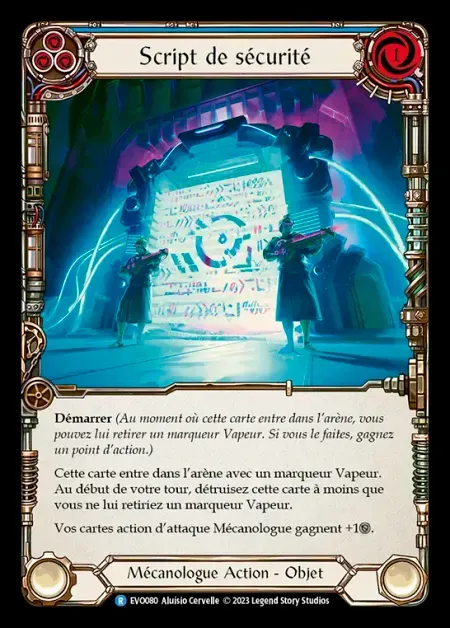 Script de sécurité
1
Démarrer (Au moment où cette carte entre dans l'arène, vous
pouvez lui retirer un marqueur Vapeur. Si vous le faites, gagnez
un point d'action.)
Cette carte entre dans l'arène avec un marqueur Vapeur.
Au début de votre tour, détruisez cette carte à moins que
vous ne lui retiriez un marqueur Vapeur.
Vos cartes action d'attaque Mécanologue gagnent +1.
Mécanologue Action - Objet
R EVO080 Aluisio Cervelle © 2023 Legend Story Studios